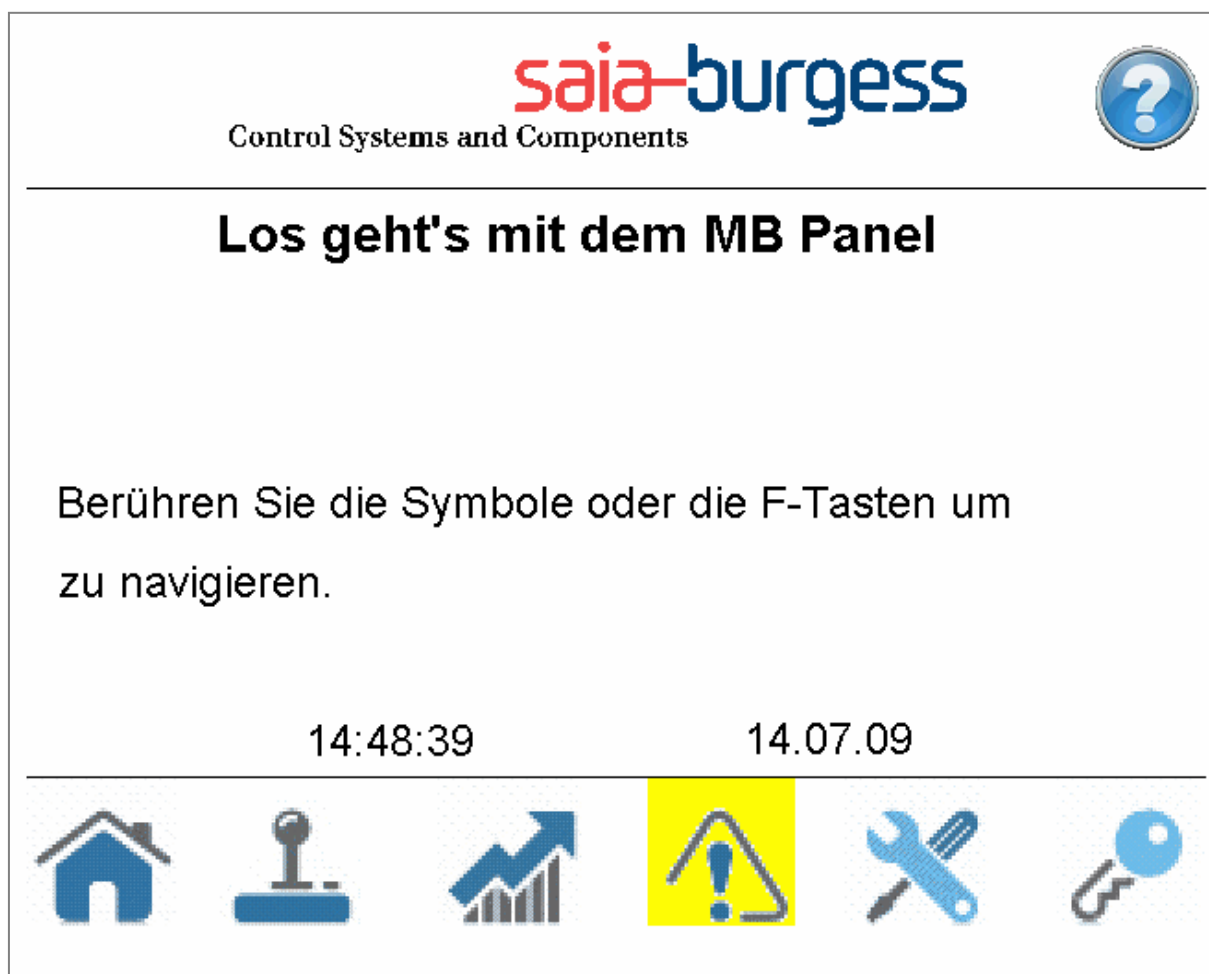 saia-burgess
Control Systems and Components
?
Los geht's mit dem MB Panel
Berühren Sie die Symbole oder die F-Tasten um
zu navigieren.
14:48:39 14.07.09